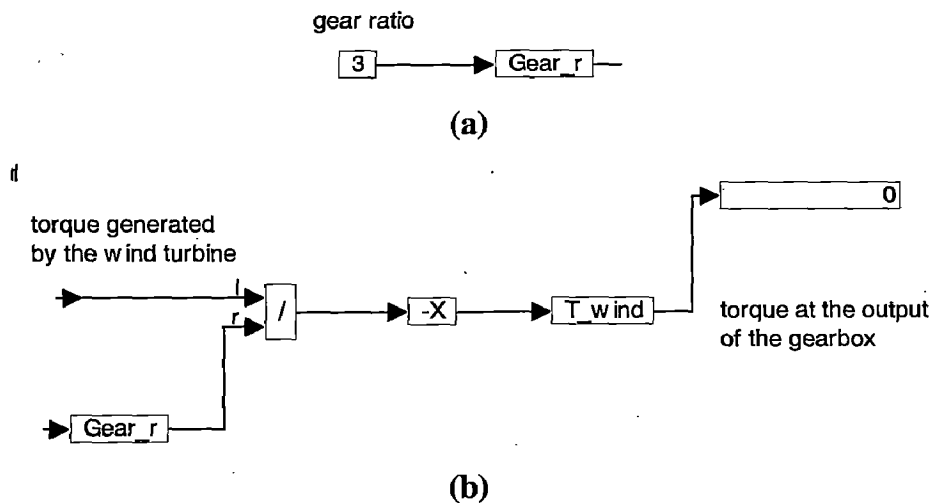 gear ratio
3
Gear_r
(a)
torque generated
by the wind turbine
l
r
/
-X
T_wind
0
torque at the output
of the gearbox
Gear_r
(b)